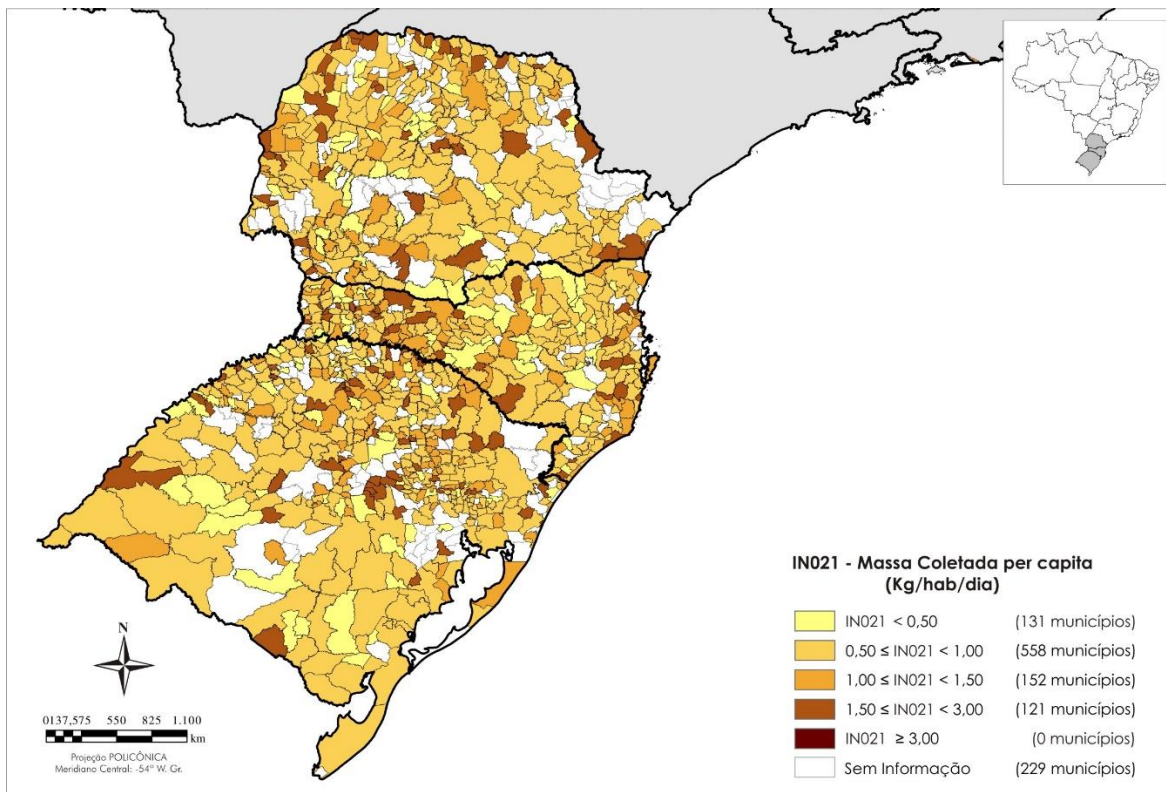 IN021 - Massa Coletada per capita
(Kg/hab/dia)
IN021 < 0,50 (131 municípios)
0,50 ≤ IN021 < 1,00 (558 municípios)
1,00 ≤ IN021 < 1,50 (152 municípios)
1,50 ≤ IN021 < 3,00 (121 municípios)
IN021 ≥ 3,00 (0 municípios)
Sem Informação (229 municípios)
N
0137,575 550 825 1.100
km
Projeção POLICÔNICA
Meridiano Central: -54° W. Gr.